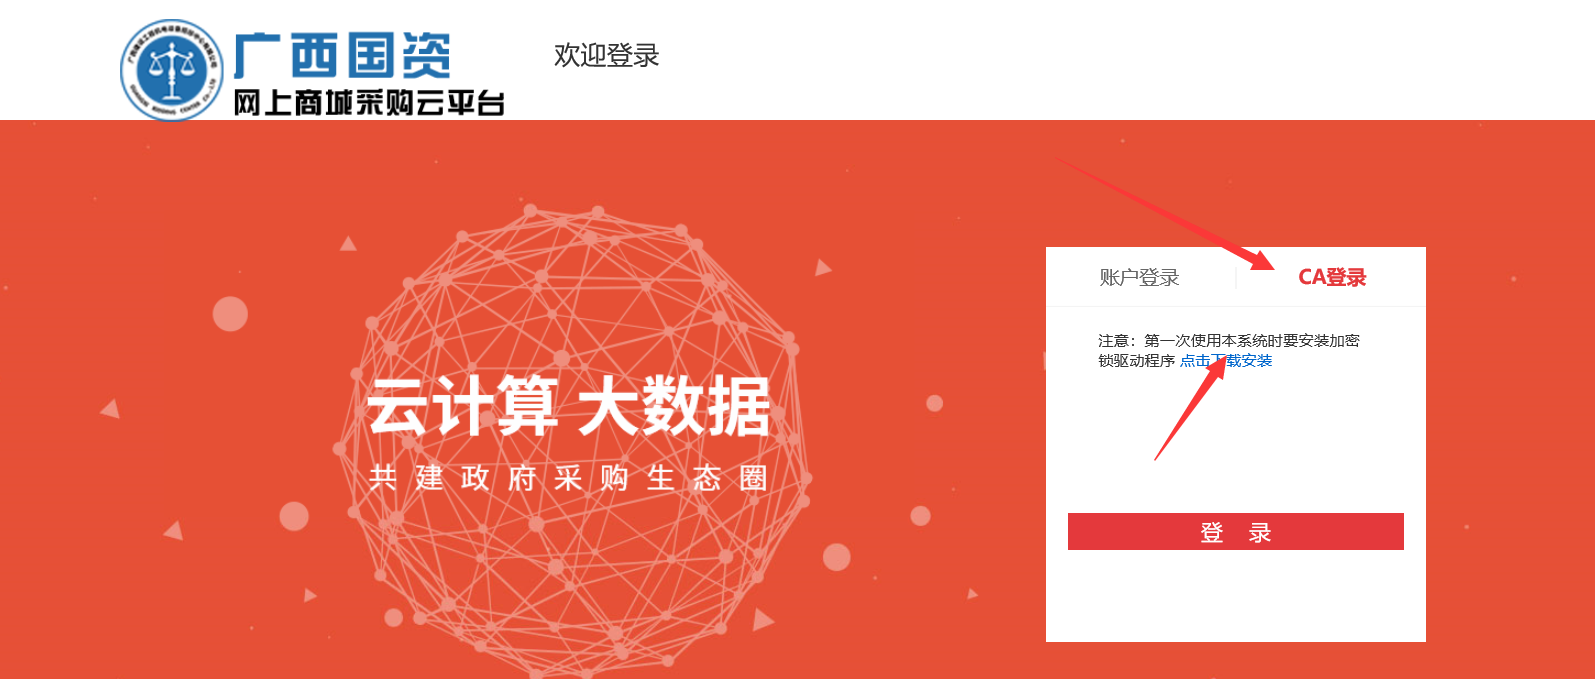 广西国资
网上商城采购云平台
欢迎登录
账户登录
CA登录
注意：第一次使用本系统时要安装加密
锁驱动程序 点击下载安装
云计算 大数据
共建政府采购生态圈
登 录